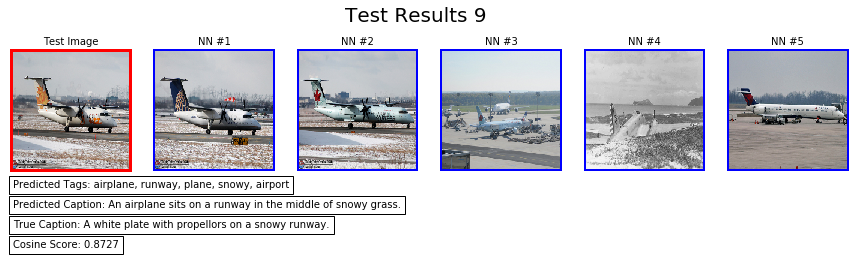 Test Results 9
Test Image NN #1 NN #2 NN #3 NN #4 NN #5
Predicted Tags: airplane, runway, plane, snowy, airport
Predicted Caption: An airplane sits on a runway in the middle of snowy grass.
True Caption: A white plate with propellors on a snowy runway.
Cosine Score: 0.8727